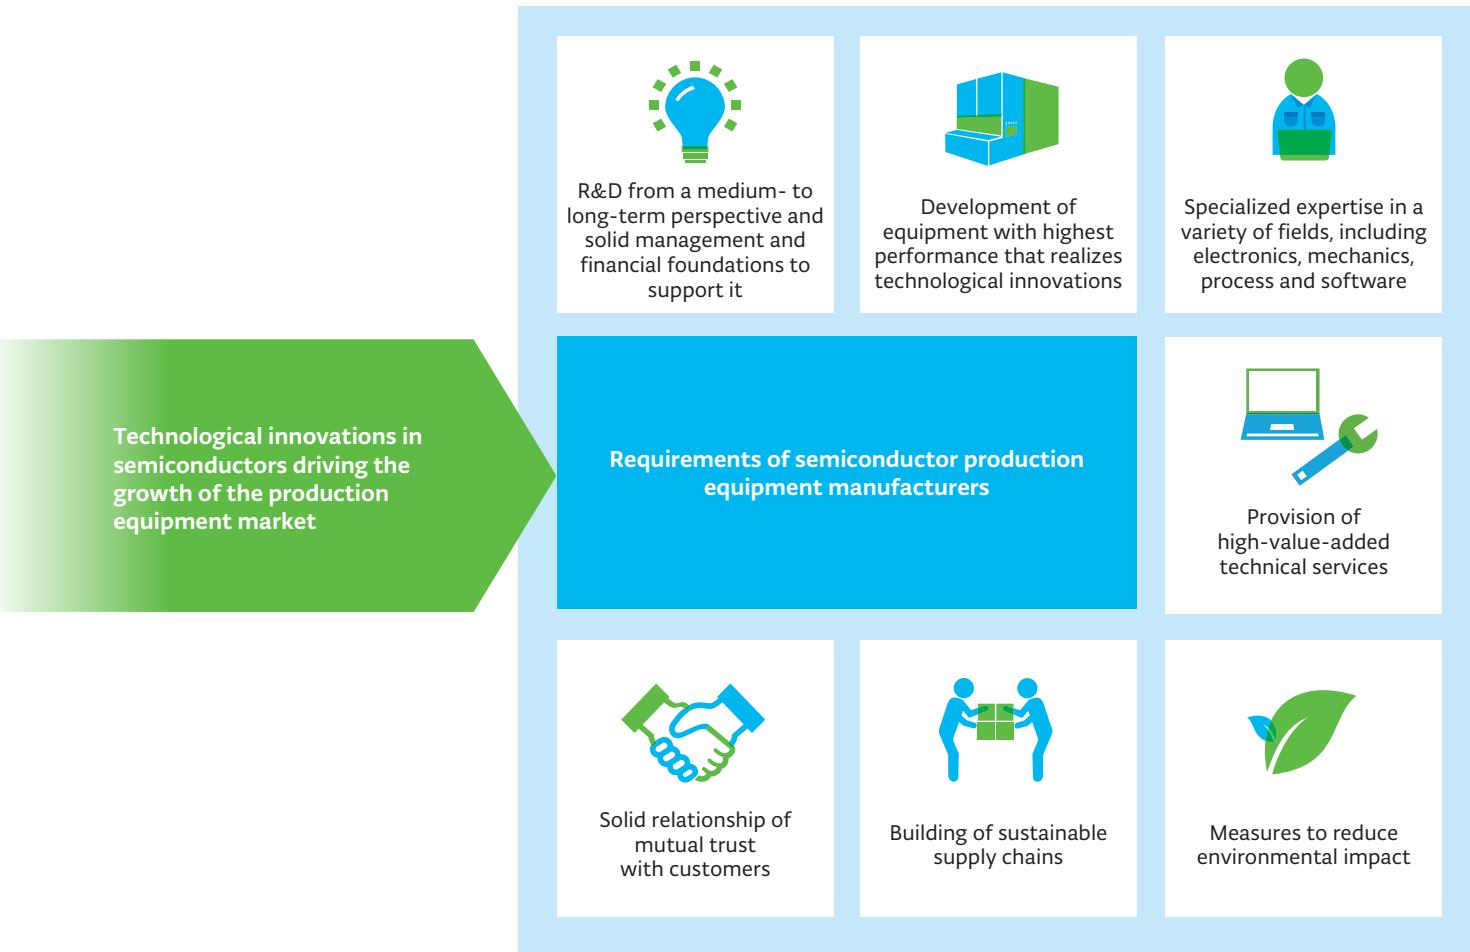 R&D from a medium- to
long-term perspective and
solid management and
financial foundations to
support it
Development of
equipment with highest
performance that realizes
technological innovations
Specialized expertise in a
variety of fields, including
electronics, mechanics,
process and software
Technological innovations in
semiconductors driving the
growth of the production
equipment market
Requirements of semiconductor production
equipment manufacturers
Provision of
high-value-added
technical services
Solid relationship of
mutual trust
with customers
Building of sustainable
supply chains
Measures to reduce
environmental impact